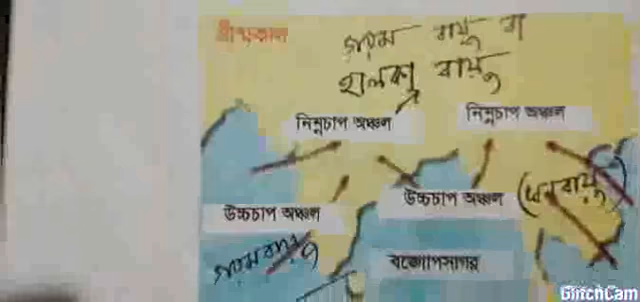 গ্রীষ্মকাল
গরম বায়ু বা
হালকা বায়ু
নিম্নচাপ অঞ্চল
নিম্নচাপ অঞ্চল
উচ্চচাপ অঞ্চল
উচ্চচাপ অঞ্চল
বায়ু)
গরম বায়ু
বঙ্গোপসাগর
GlitchCam